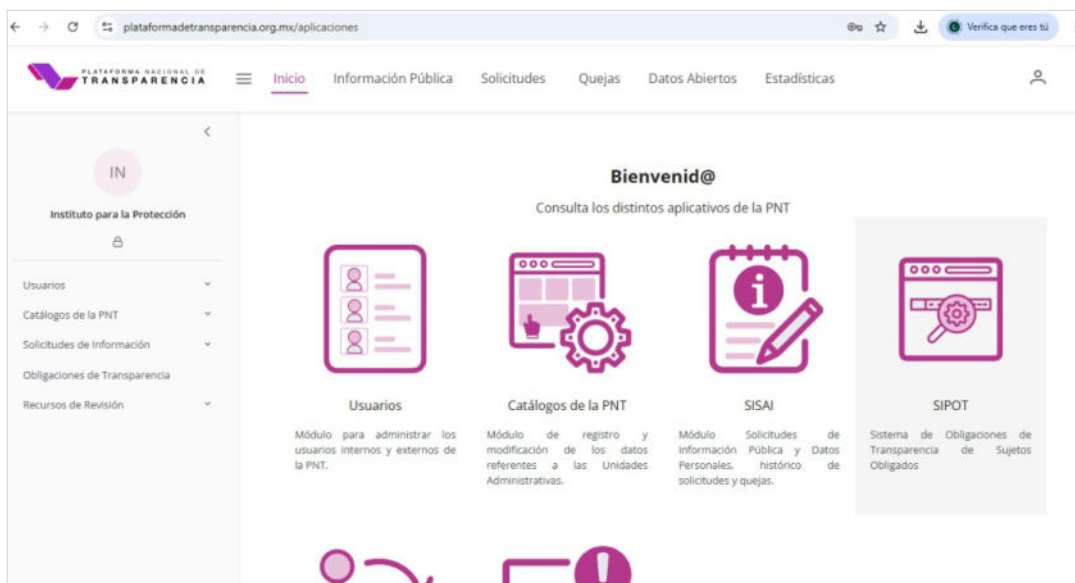 plataformadetransparencia.org.mx/aplicaciones
Verifica que eres tú
PLATAFORMA NACIONAL DE
TRANSPARENCIA
Inicio Información Pública Solicitudes Quejas Datos Abiertos Estadísticas
IN
Instituto para la Protección
Usuarios
Catálogos de la PNT
Solicitudes de Información
Obligaciones de Transparencia
Recursos de Revisión
Bienvenid@
Consulta los distintos aplicativos de la PNT
Usuarios
Módulo para administrar los
usuarios internos y externos de
la PNT.
Catálogos de la PNT
Módulo de registro y
modificación de los datos
referentes a las Unidades
Administrativas.
SISAI
Módulo Solicitudes de
Información Pública y Datos
Personales, histórico de
solicitudes y quejas.
SIPOT
Sistema de Obligaciones de
Transparencia de Sujetos
Obligados